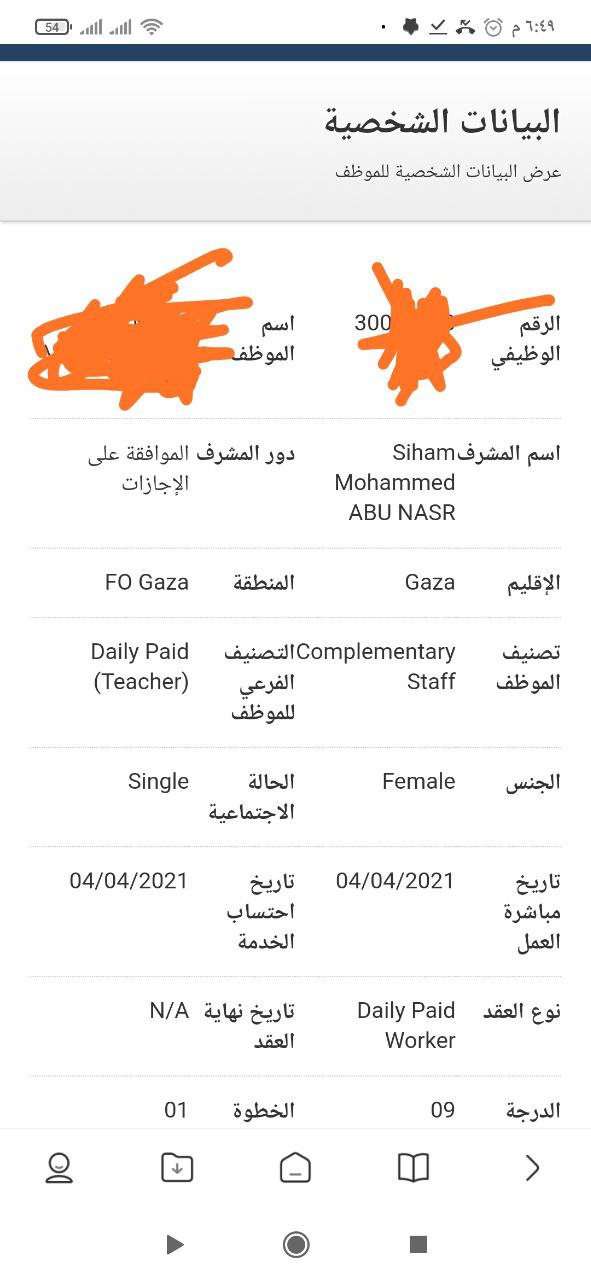 54
٦:٤٩ م
البيانات الشخصية
عرض البيانات الشخصية للموظف
الرقم الوظيفي
300
اسم الموظف
اسم المشرف
Siham
Mohammed
ABU NASR
دور المشرف
الموافقة على
الإجازات
الإقليم
Gaza
المنطقة
FO Gaza
تصنيف
الموظف
Complementary
Staff
التصنيف
الفرعي
للموظف
Daily Paid
(Teacher)
الجنس
Female
الحالة
الاجتماعية
Single
تاريخ
مباشرة
العمل
04/04/2021
تاريخ
احتساب
الخدمة
04/04/2021
نوع العقد
Daily Paid
Worker
تاريخ نهاية
العقد
N/A
الدرجة
09
الخطوة
01